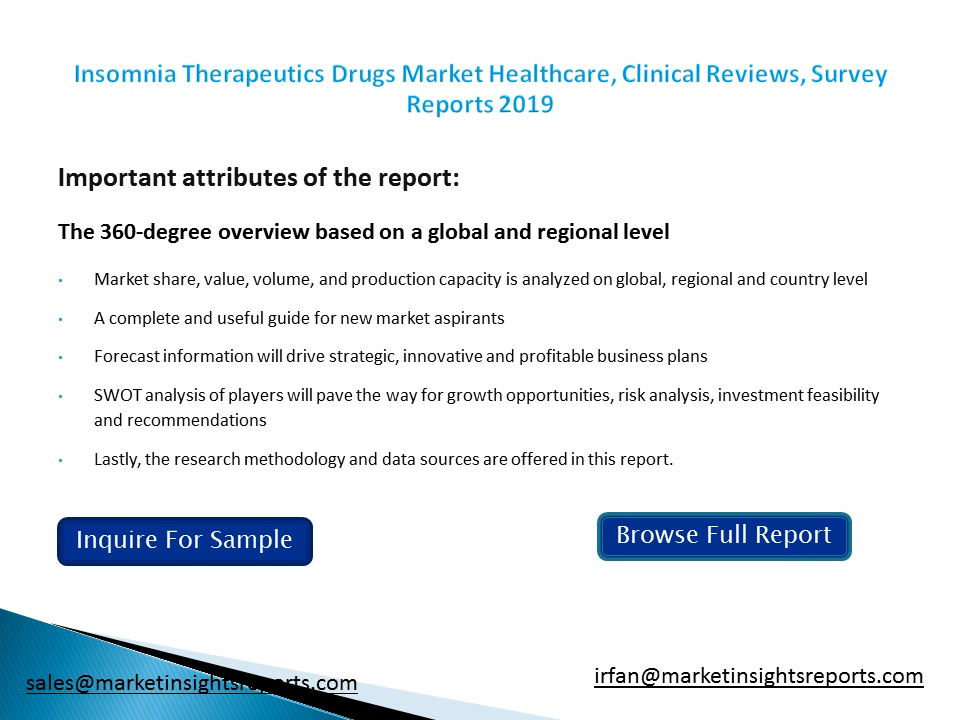 Insomnia Therapeutics Drugs Market Healthcare, Clinical Reviews, Survey
Reports 2019
Important attributes of the report:
The 360-degree overview based on a global and regional level
• Market share, value, volume, and production capacity is analyzed on global, regional and country level
• A complete and useful guide for new market aspirants
• Forecast information will drive strategic, innovative and profitable business plans
• SWOT analysis of players will pave the way for growth opportunities, risk analysis, investment feasibility
and recommendations
• Lastly, the research methodology and data sources are offered in this report.
Inquire For Sample
Browse Full Report
sales@marketinsightsreports.com
irfan@marketinsightsreports.com